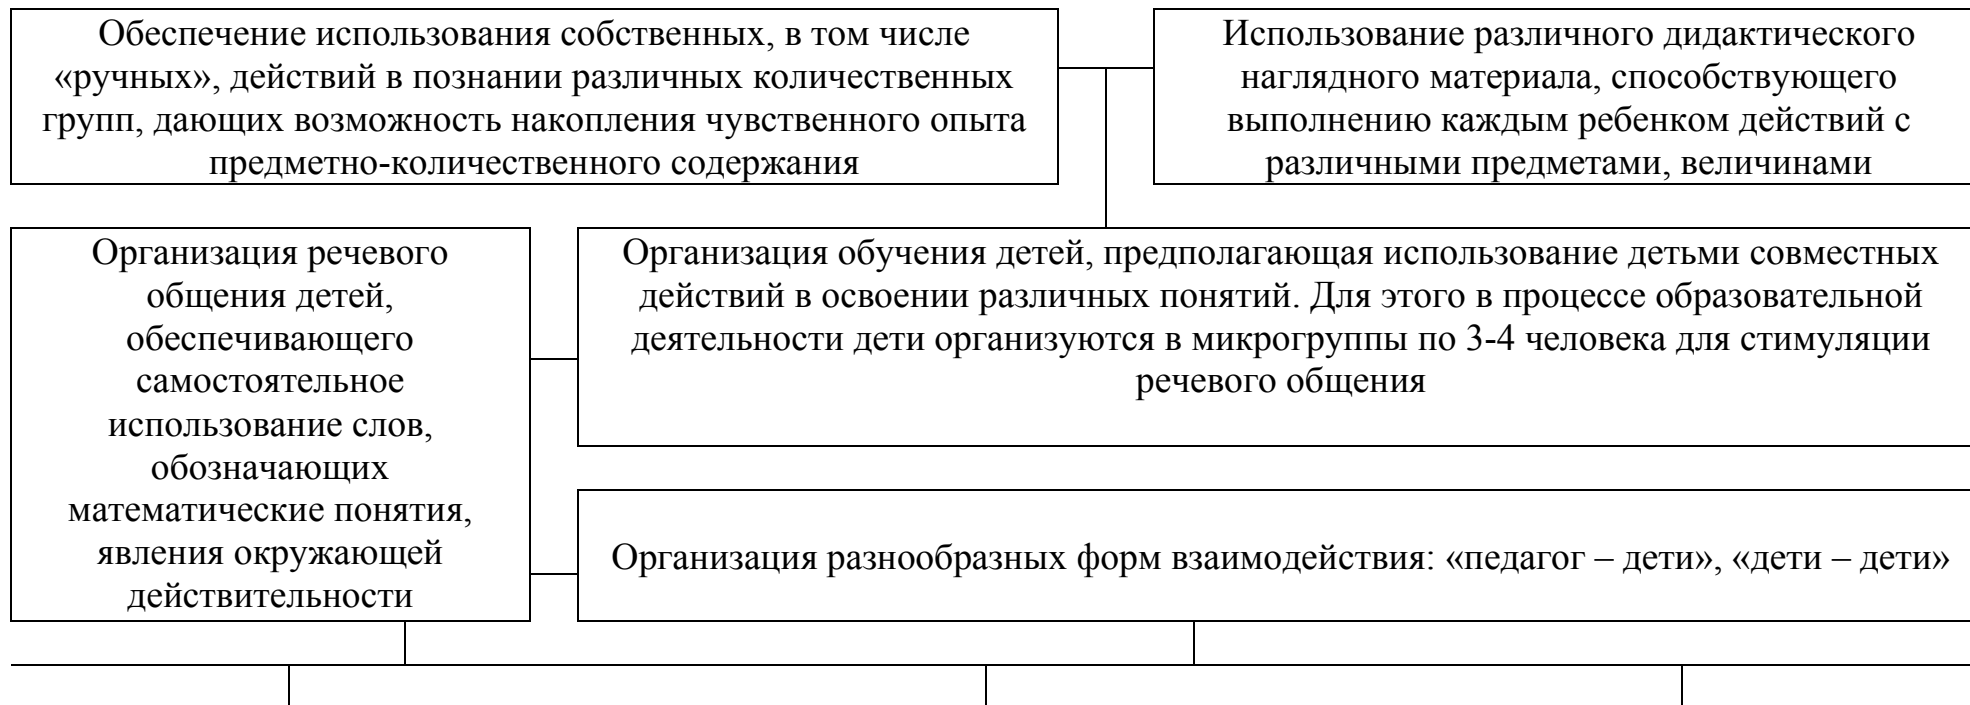 Обеспечение использования собственных, в том числе
«ручных», действий в познании различных количественных
групп, дающих возможность накопления чувственного опыта
предметно-количественного содержания
Использование различного дидактического
наглядного материала, способствующего
выполнению каждым ребенком действий с
различными предметами, величинами
Организация речевого
общения детей,
обеспечивающего
самостоятельное
использование слов,
обозначающих
математические понятия,
явления окружающей
действительности
Организация обучения детей, предполагающая использование детьми совместных
действий в освоении различных понятий. Для этого в процессе образовательной
деятельности дети организуются в микрогруппы по 3-4 человека для стимуляции
речевого общения
Организация разнообразных форм взаимодействия: «педагог – дети», «дети – дети»